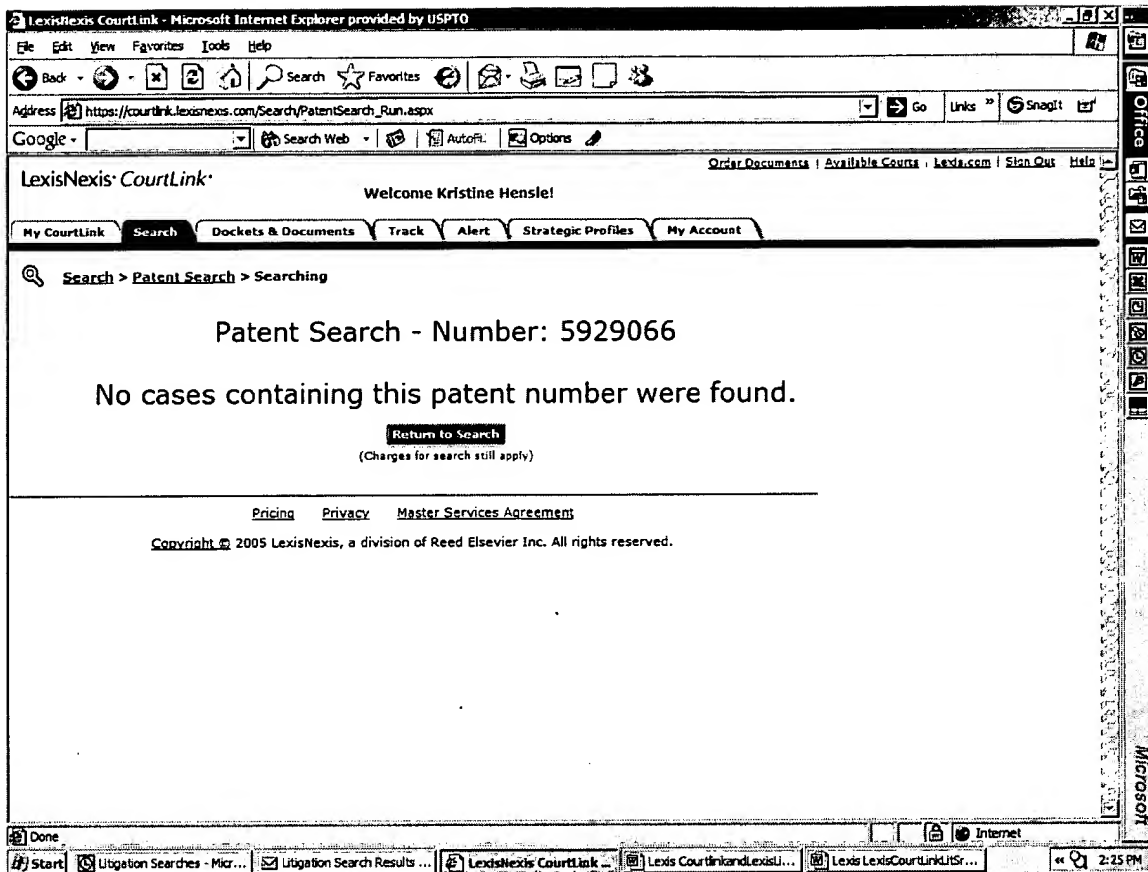 LexisNexis CourtLink - Microsoft Internet Explorer provided by USPTO
File Edit View Favorites Tools Help
Back Search Favorites
Address https://courtlink.lexisnexis.com/Search/PatentSearch_Run.aspx Go Links » SnagIt
Google - Search Web AutoFill Options
Order Documents | Available Courts | Lexis.com | Sign Out Help
LexisNexis· CourtLink·
Welcome Kristine Hensle!
My CourtLink Search Dockets & Documents Track Alert Strategic Profiles My Account
Search > Patent Search > Searching
Patent Search - Number: 5929066
No cases containing this patent number were found.
Return to Search
(Charges for search still apply)
Pricing Privacy Master Services Agreement
Copyright © 2005 LexisNexis, a division of Reed Elsevier Inc. All rights reserved.
Done Internet
Start Litigation Searches - Micr... Litigation Search Results ... LexisNexis CourtLink ... Lexis CourtlinkandLexisLi... Lexis LexisCourtLinkLitSr... « 2:25 PM
Office
Microsoft